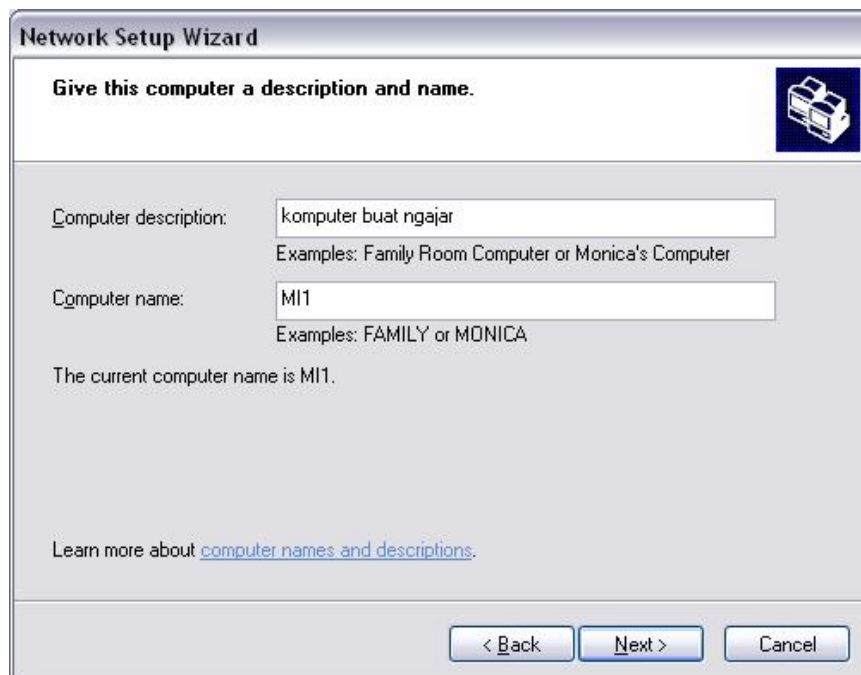 Network Setup Wizard
Give this computer a description and name.
Computer description: komputer buat ngajar
Examples: Family Room Computer or Monica's Computer
Computer name: MI1
Examples: FAMILY or MONICA
The current computer name is MI1.
Learn more about computer names and descriptions.
< Back Next > Cancel